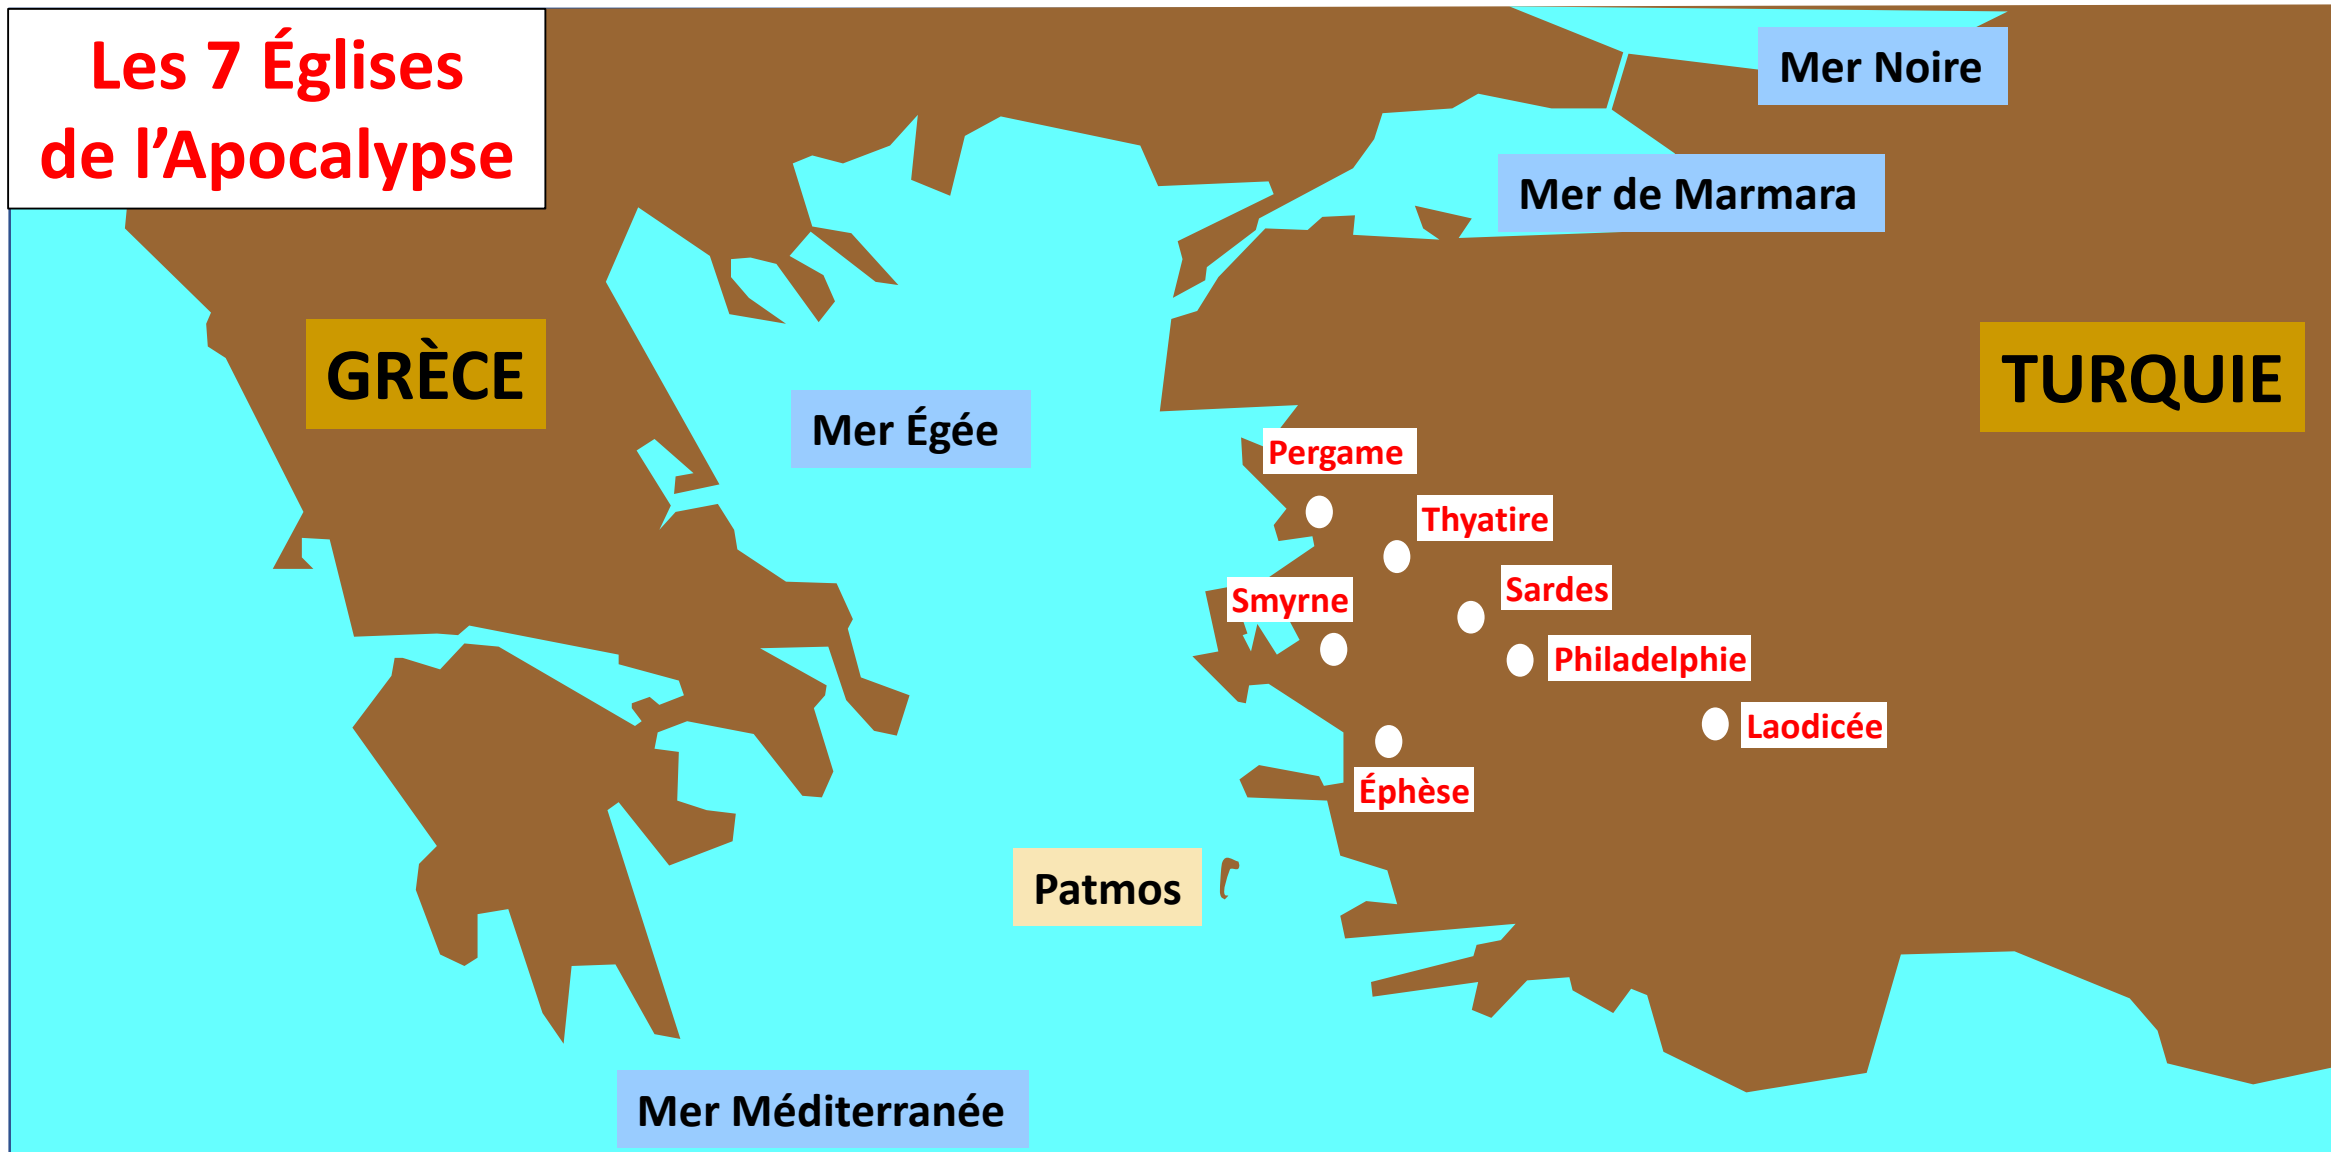 Les 7 Églises
de l’Apocalypse
Mer Noire
Mer de Marmara
GRÈCE
TURQUIE
Mer Égée
Pergame
Thyatire
Smyrne
Sardes
Philadelphie
Laodicée
Éphèse
Patmos
Mer Méditerranée